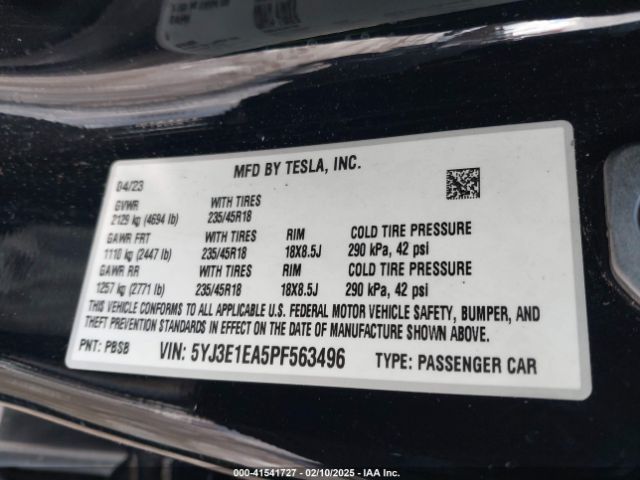 MFD BY TESLA, INC.
04/23
GVWR WITH TIRES
2129 kg (4694 lb) 235/45R18
GAWR FRT WITH TIRES RIM COLD TIRE PRESSURE
1110 kg (2447 lb) 235/45R18 18X8.5J 290 kPa, 42 psi
GAWR RR WITH TIRES RIM COLD TIRE PRESSURE
1257 kg (2771 lb) 235/45R18 18X8.5J 290 kPa, 42 psi
THIS VEHICLE CONFORMS TO ALL APPLICABLE U.S. FEDERAL MOTOR VEHICLE SAFETY, BUMPER, AND
THEFT PREVENTION STANDARDS IN EFFECT ON THE DATE OF MANUFACTURE SHOWN ABOVE.
PNT: PBSB VIN: 5YJ3E1EA5PF563496 TYPE: PASSENGER CAR
000-41541727 - 02/10/2025 - IAA Inc.